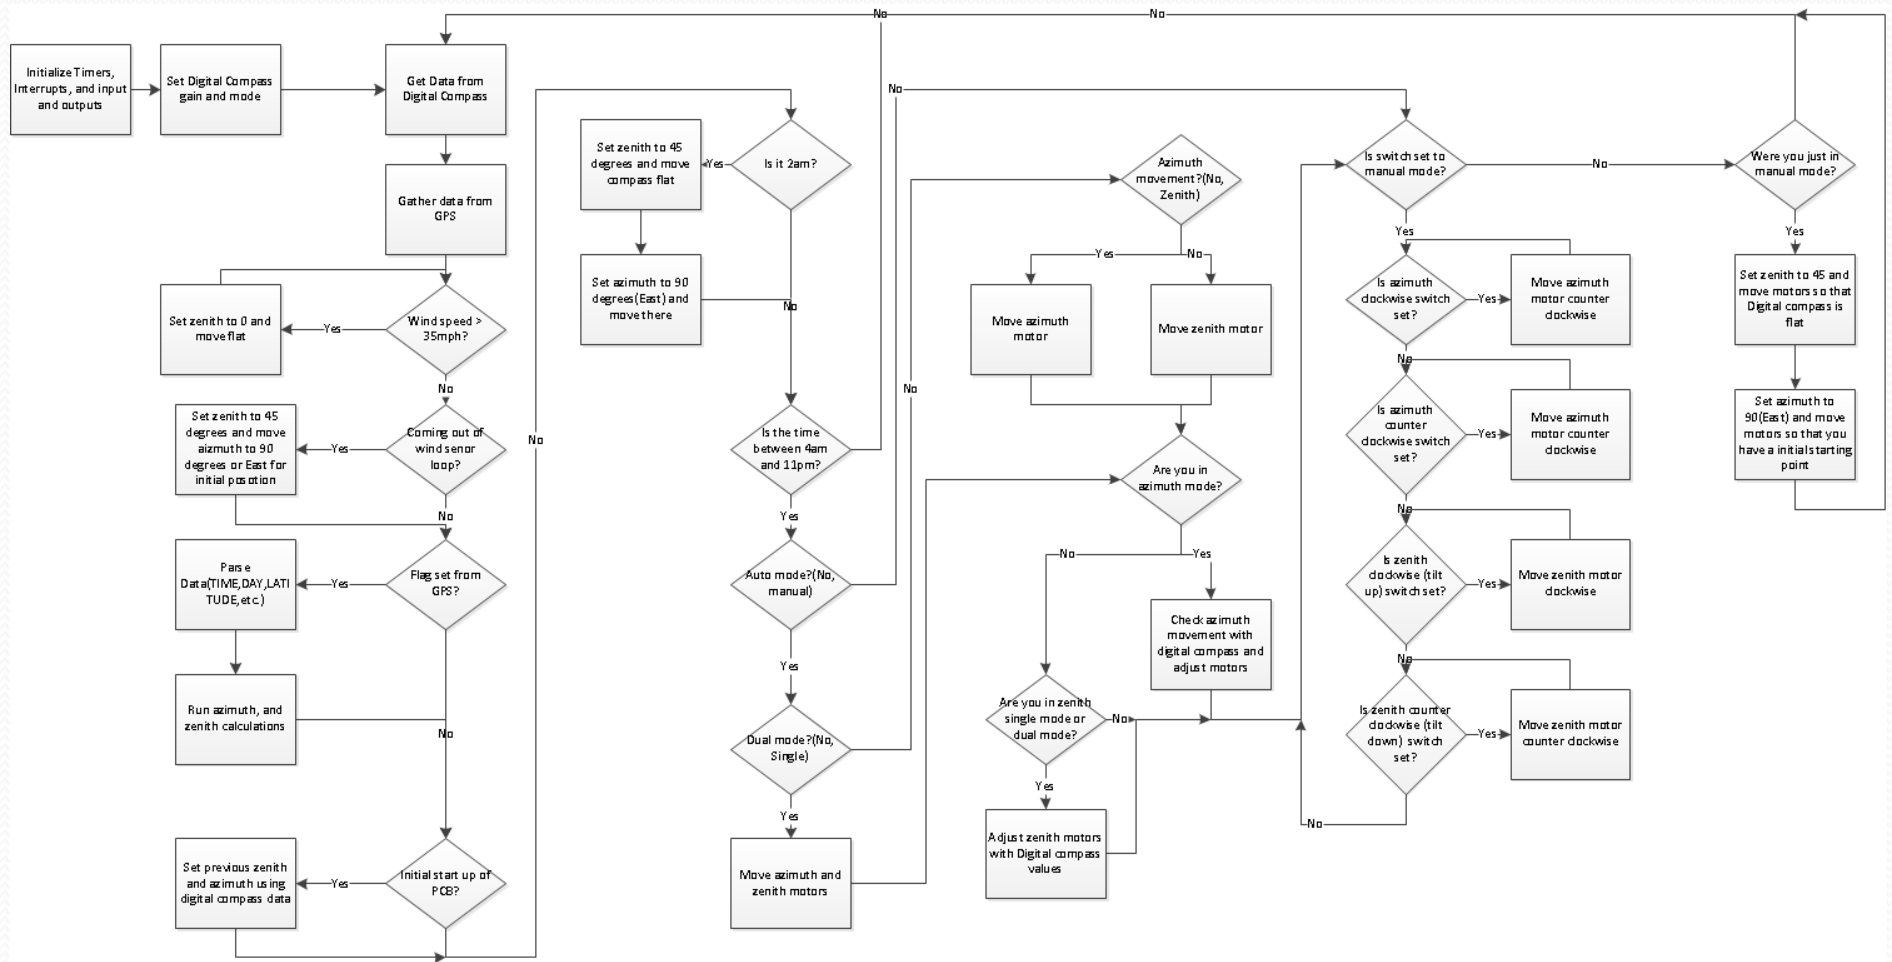 No
No
Initialize Timers,
Interrupts, and input
and outputs
Set Digital Compass
gain and mode
Get Data from
Digital Compass
Gather data from
GPS
Wind speed >
35mph?
Yes
Set zenith to 0 and
move flat
No
Coming out of
wind senor
loop?
Yes
Set zenith to 45
degrees and move
aizmuth to 90
degrees or East for
initial posotion
No
Flag set from
GPS?
Yes
Parse
Data(TIME,DAY,LATI
TUDE,etc.)
Run azimuth, and
zenith calculations
No
Initial start up of
PCB?
Yes
Set previous zenith
and azimuth using
digital compass data
No
Is it 2am?
Yes
Set zenith to 45
degrees and move
compass flat
Set azimuth to 90
degrees(East) and
move there
No
Is the time
between 4am
and 11pm?
Yes
Auto mode?(No,
manual)
Yes
Dual mode?(No,
Single)
Yes
Move azimuth and
zenith motors
No
No
Azimuth
movement?(No,
Zenith)
Yes
No
Move azimuth
motor
Move zenith motor
Are you in
azimuth mode?
No
Yes
Check azimuth
movement with
digital compass and
adjust motors
Are you in zenith
single mode or
dual mode?
No
Yes
Adjust zenith motors
with Digital compass
values
Is switch set to
manual mode?
No
Yes
Is azimuth
clockwise switch
set?
Yes
Move azimuth
motor counter
clockwise
No
Is azimuth
counter
clockwise switch
set?
Yes
Move azimuth
motor counter
clockwise
No
Is zenith
clockwise (tilt
up) switch set?
Yes
Move zenith motor
clockwise
No
Is zenith counter
clockwise (tilt
down) switch
set?
Yes
Move zenith motor
counter clockwise
No
Were you just in
manual mode?
Yes
Set zenith to 45 and
move motors so that
Digital compass is
flat
Set azimuth to
90(East) and move
motors so that you
have a initial starting
point